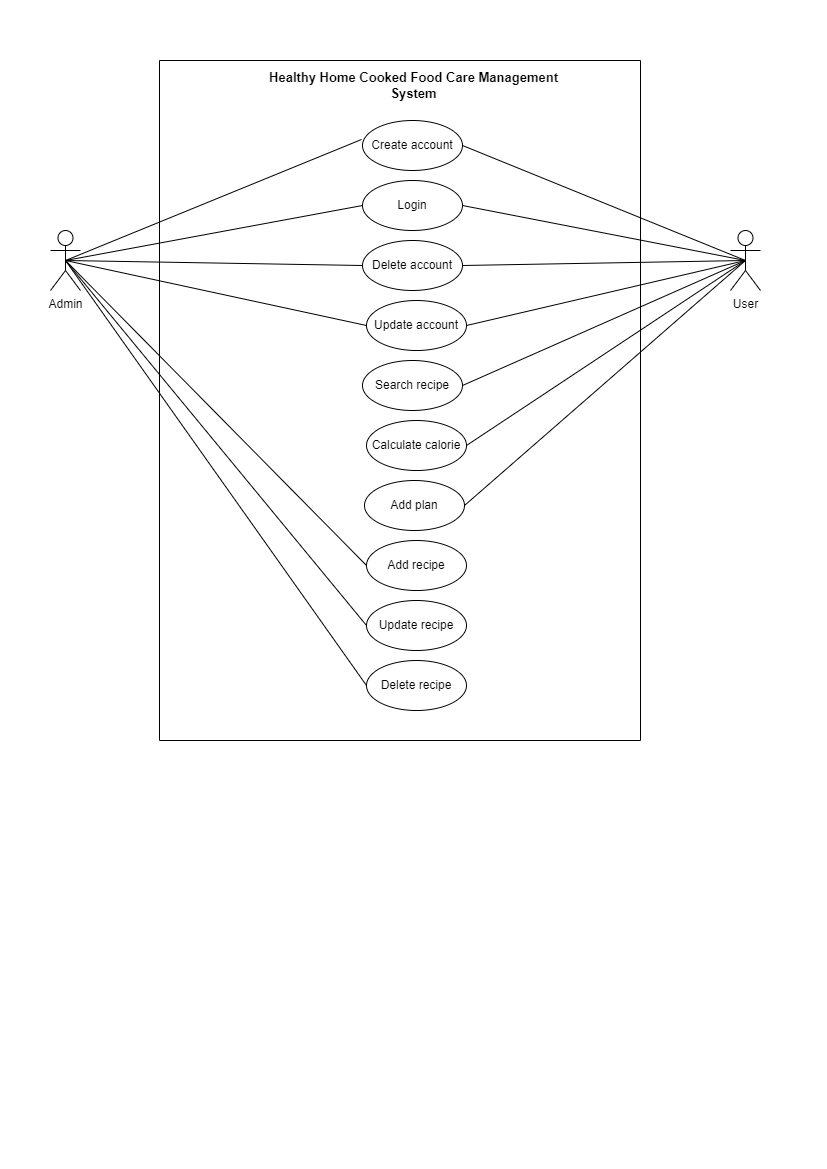 Healthy Home Cooked Food Care Management
System
Create account
Login
Delete account
Update account
Admin
User
Search recipe
Calculate calorie
Add plan
Add recipe
Update recipe
Delete recipe